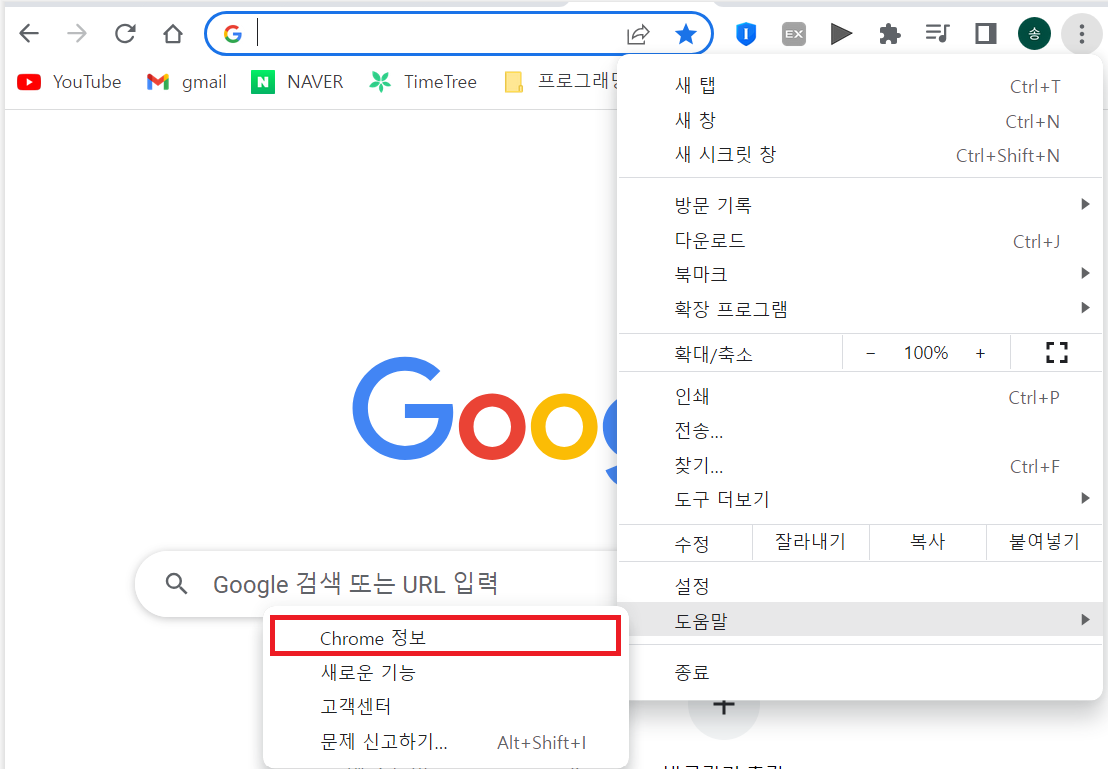 G
EX
송
YouTube
gmail
N NAVER
TimeTree
프로그래밍
새 탭 Ctrl+T
새 창 Ctrl+N
새 시크릿 창 Ctrl+Shift+N
방문 기록
다운로드 Ctrl+J
북마크
확장 프로그램
확대/축소 – 100% +
인쇄 Ctrl+P
전송...
찾기... Ctrl+F
도구 더보기
수정 잘라내기 복사 붙여넣기
설정
도움말
종료
Goog
Google 검색 또는 URL 입력
Chrome 정보
새로운 기능
고객센터
문제 신고하기... Alt+Shift+I